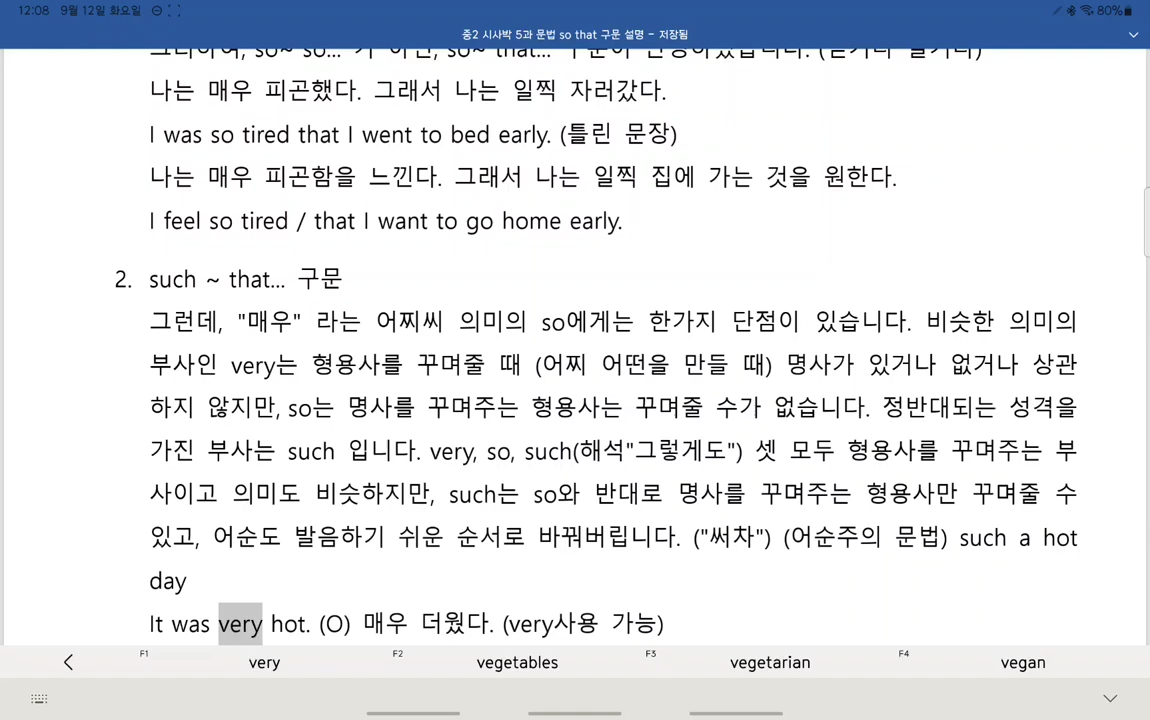 12:08 9월 12일 화요일
80%
중2 시사박 5과 문법 so that 구문 설명 – 저장됨
나는 매우 피곤했다. 그래서 나는 일찍 자러갔다.
I was so tired that I went to bed early. (틀린 문장)
나는 매우 피곤함을 느낀다. 그래서 나는 일찍 집에 가는 것을 원한다.
I feel so tired / that I want to go home early.
2. such ~ that... 구문
그런데, "매우" 라는 어찌씨 의미의 so에게는 한가지 단점이 있습니다. 비슷한 의미의
부사인 very는 형용사를 꾸며줄 때 (어찌 어떤을 만들 때) 명사가 있거나 없거나 상관
하지 않지만, so는 명사를 꾸며주는 형용사는 꾸며줄 수가 없습니다. 정반대되는 성격을
가진 부사는 such 입니다. very, so, such(해석"그렇게도") 셋 모두 형용사를 꾸며주는 부
사이고 의미도 비슷하지만, such는 so와 반대로 명사를 꾸며주는 형용사만 꾸며줄 수
있고, 어순도 발음하기 쉬운 순서로 바꿔버립니다. ("써차") (어순주의 문법) such a hot
day
It was very hot. (O) 매우 더웠다. (very사용 가능)
F1 very F2 vegetables F3 vegetarian F4 vegan